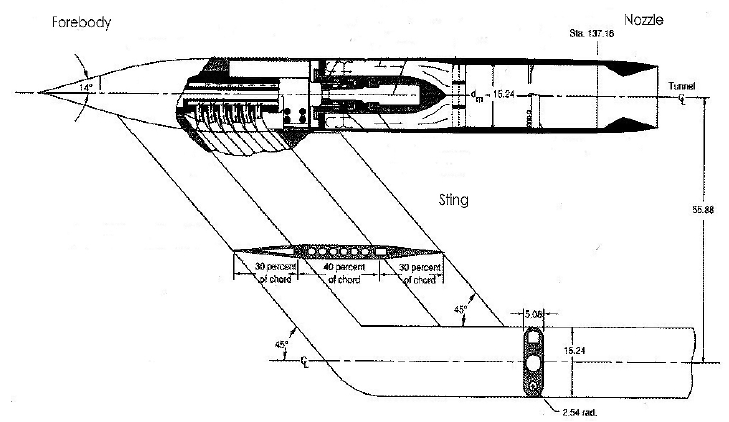 Forebody
Nozzle
Sta. 137.16
14°
dm = 15.24
Tunnel
℄
Sting
55.88
30 percent
of chord
40 percent
of chord
30 percent
of chord
45°
5.08
45°
℄
15.24
2.54 rad.